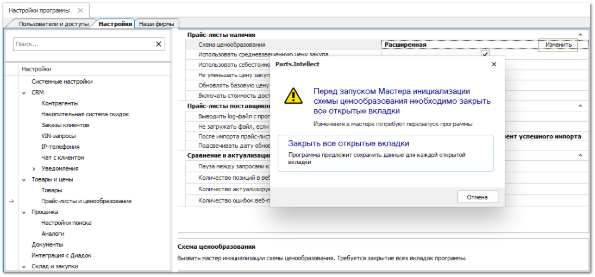 Настройки программы
Пользователи и доступы
Настройки
Наши фирмы
Поиск...
Настройки
Системные настройки
CRM
Контрагенты
Накопительная система скидок
Заказы клиентов
VIN-запросы
IP-телефония
Чат с клиентом
Уведомления
Товары и цены
Товары
Прайс-листы и ценообразование
Проценка
Настройки поиска
Аналоги
Документы
Интеграция с Диадок
Склад и закупки
Прайс-листы наличия
Схема ценообразования Расширенная Изменить
Использовать средневзвешенную цену закупа
Использовать себестоимо
Не уменьшать цену закуп
Обновлять базовую цену
Включать стоимость дост
Прайс-листы поставщико
Выводить log-файл с прог
Не загружать файл, если
После импорта прайс-лист ент успешного импорта
Подсвечивать дату обнов
Сравнение и актуализаци
Пауза между запросами к
Количество позиций в веб
Количество актуализируе
Количество ошибок веб-п
Parts.Intellect
Перед запуском Мастера инициализации
схемы ценообразования необходимо закрыть
все открытые вкладки
Изменения в мастере потребуют перезапуск программы
Закрыть все открытые вкладки
Программа предложит сохранить данные для каждой открытой
вкладки
Отмена
Схема ценообразования
Вызвать мастер инициализации схемы ценообразования. Требуется закрытие всех вкладок программы.